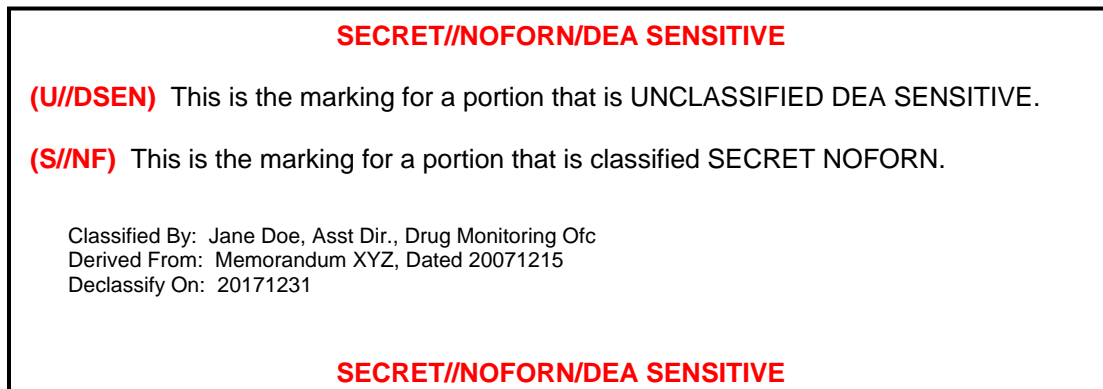 SECRET//NOFORN/DEA SENSITIVE
(U//DSEN) This is the marking for a portion that is UNCLASSIFIED DEA SENSITIVE.
(S//NF) This is the marking for a portion that is classified SECRET NOFORN.
Classified By: Jane Doe, Asst Dir., Drug Monitoring Ofc
Derived From: Memorandum XYZ, Dated 20071215
Declassify On: 20171231
SECRET//NOFORN/DEA SENSITIVE